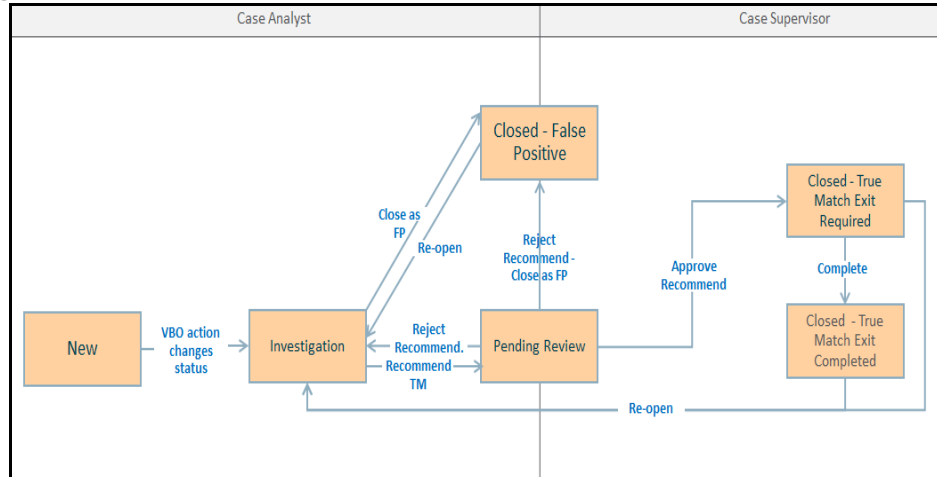 Case Analyst
Case Supervisor
Closed - False
Positive
Closed - True
Match Exit
Required
Close as
FP
Re-open
Reject
Recommend -
Close as FP
Approve
Recommend
Complete
New
VBO action
changes
status
Investigation
Reject
Recommend.
Recommend
TM
Pending Review
Closed - True
Match Exit
Completed
Re-open